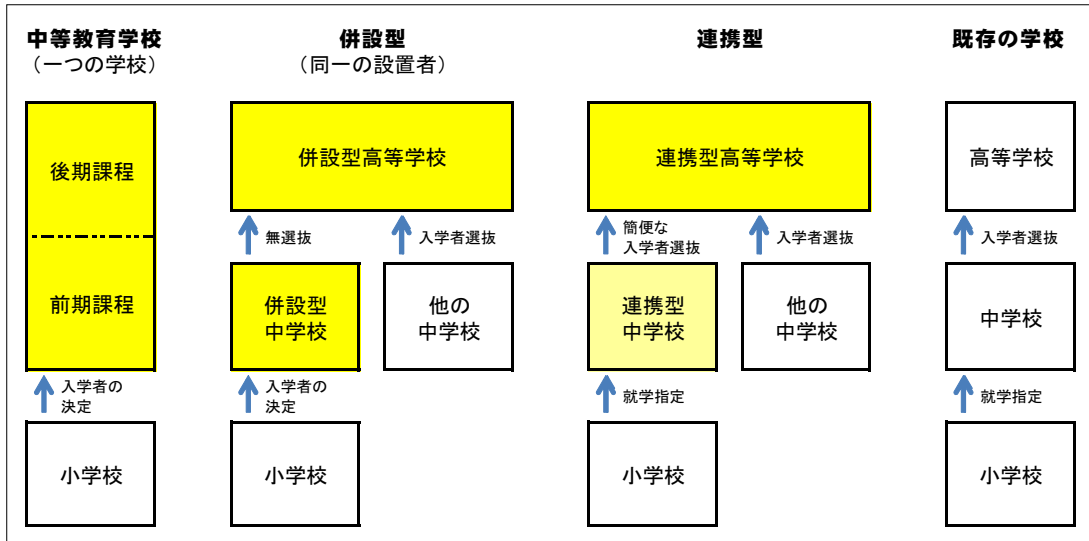 中等教育学校
（一つの学校）
併設型
（同一の設置者）
連携型
既存の学校
後期課程
前期課程
入学者の
決定
小学校
併設型高等学校
無選抜
入学者選抜
併設型
中学校
他の
中学校
入学者の
決定
小学校
連携型高等学校
簡便な
入学者選抜
入学者選抜
連携型
中学校
他の
中学校
就学指定
小学校
高等学校
入学者選抜
中学校
就学指定
小学校